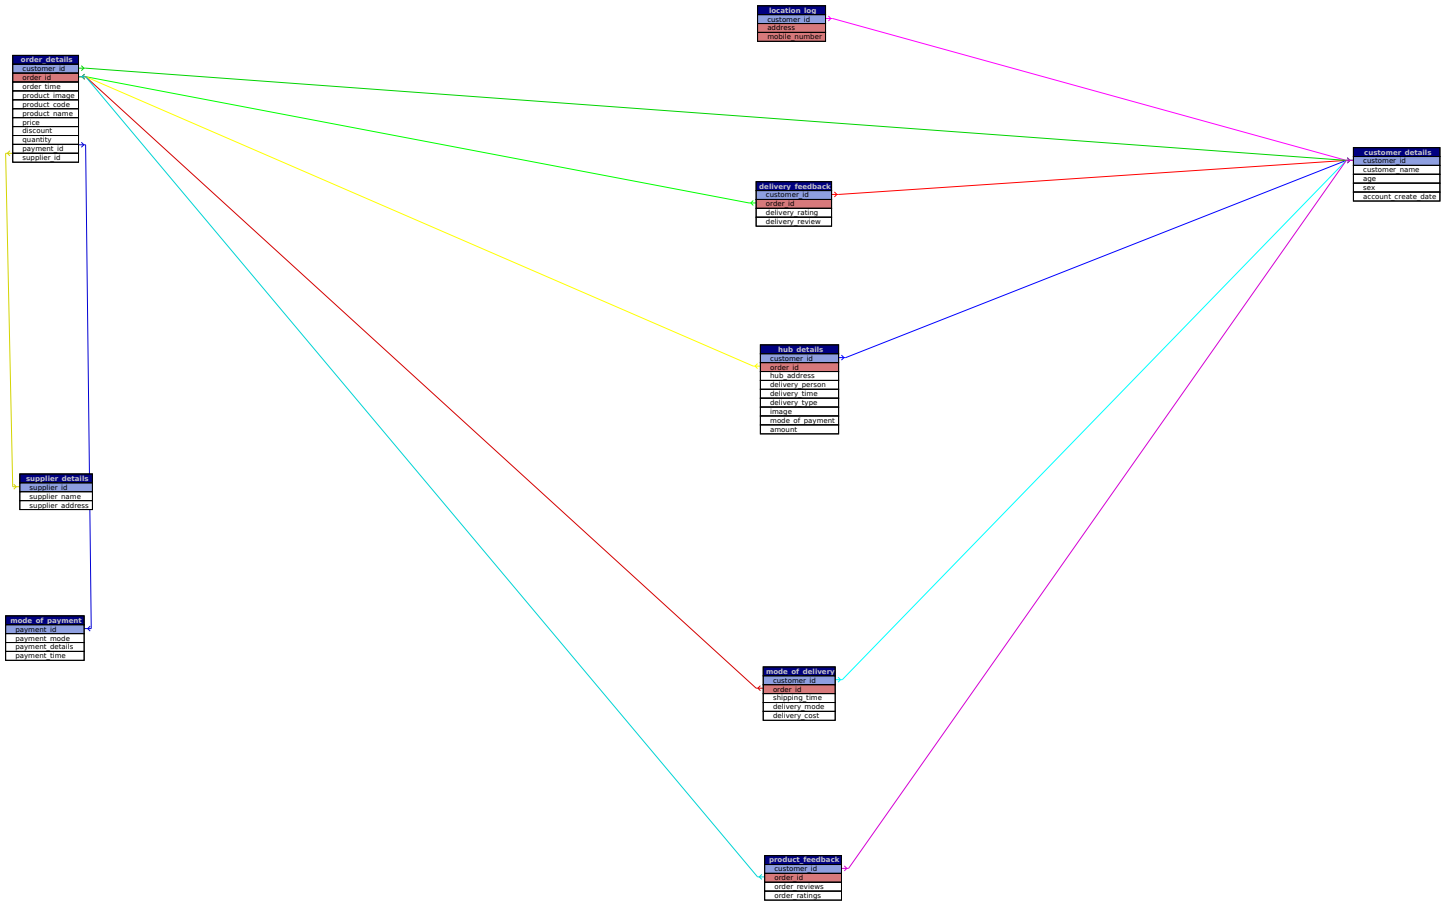 location_log
customer_id
address
mobile_number
order_details
customer_id
order_id
order_time
product_image
product_code
product_name
price
discount
quantity
payment_id
supplier_id
customer_details
customer_id
customer_name
age
sex
account_create_date
delivery_feedback
customer_id
order_id
delivery_rating
delivery_review
hub_details
customer_id
order_id
hub_address
delivery_person
delivery_time
delivery_type
image
mode_of_payment
amount
supplier_details
supplier_id
supplier_name
supplier_address
mode_of_payment
payment_id
payment_mode
payment_details
payment_time
mode_of_delivery
customer_id
order_id
shipping_time
delivery_mode
delivery_cost
product_feedback
customer_id
order_id
order_reviews
order_ratings